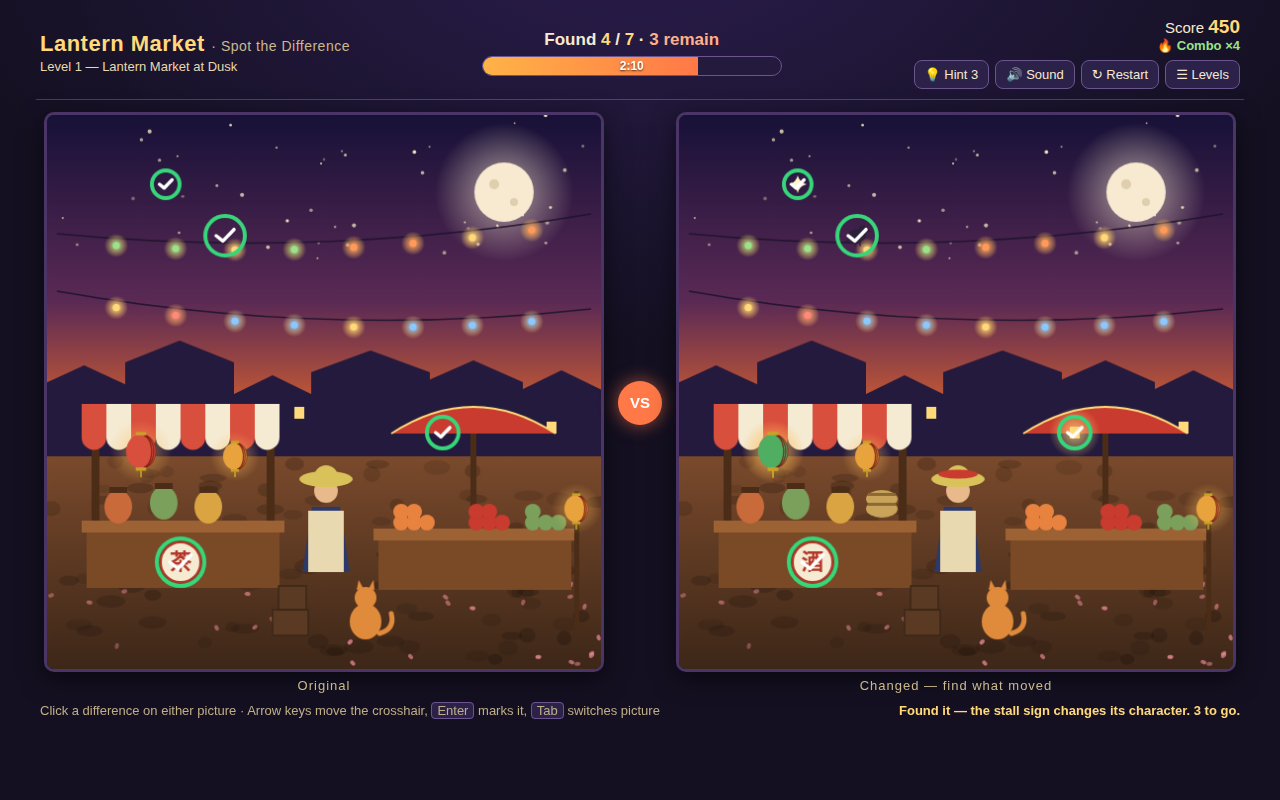 Lantern Market · Spot the Difference
Level 1 — Lantern Market at Dusk
Found 4 / 7 · 3 remain
2:10
Score 450
🔥 Combo ×4
💡 Hint 3
🔊 Sound
↻ Restart
☰ Levels
VS
酒
Original
Changed — find what moved
Click a difference on either picture · Arrow keys move the crosshair, Enter marks it, Tab switches picture
Found it — the stall sign changes its character. 3 to go.